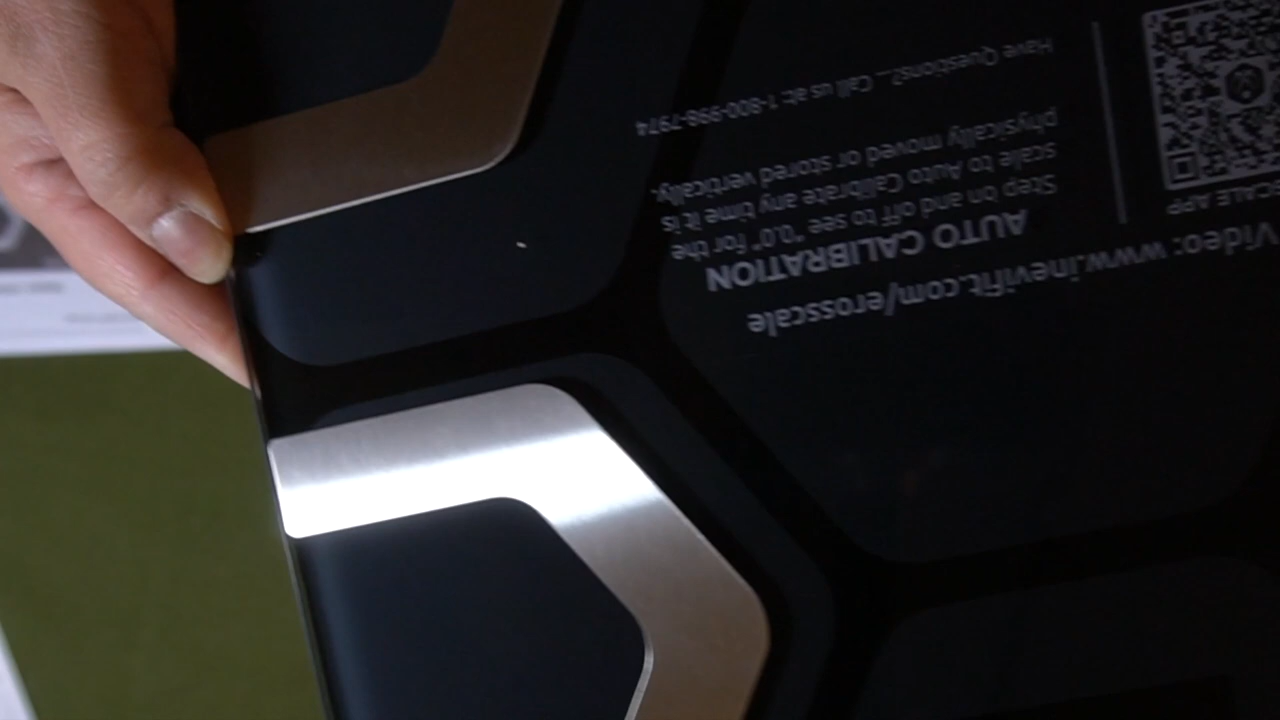 SCALE APP
Video: www.inevifit.com/erosscale
AUTO CALIBRATION
Step on and off to see "0.0" for the
scale to Auto Calibrate any time it is
physically moved or stored vertically.
Have Questions?... Call us at: 1-800-998-7974